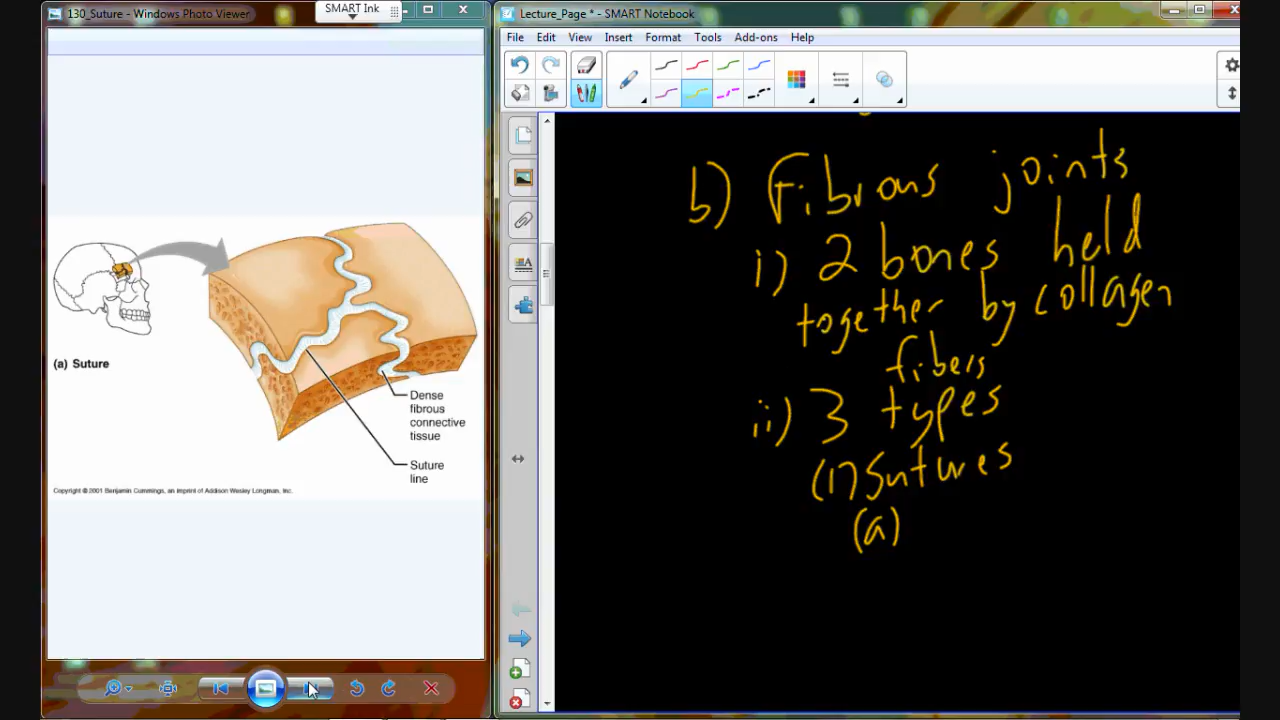 130_Suture - Windows Photo Viewer
SMART Ink
(a) Suture
Dense
fibrous
connective
tissue
Suture
line
Copyright © 2001 Benjamin Cummings, an imprint of Addison Wesley Longman, Inc.
Lecture_Page * - SMART Notebook
File Edit View Insert Format Tools Add-ons Help
b) Fibrous joints
i) 2 bones held
together by collagen
fibers
ii) 3 types
(1) Sutures
(a)